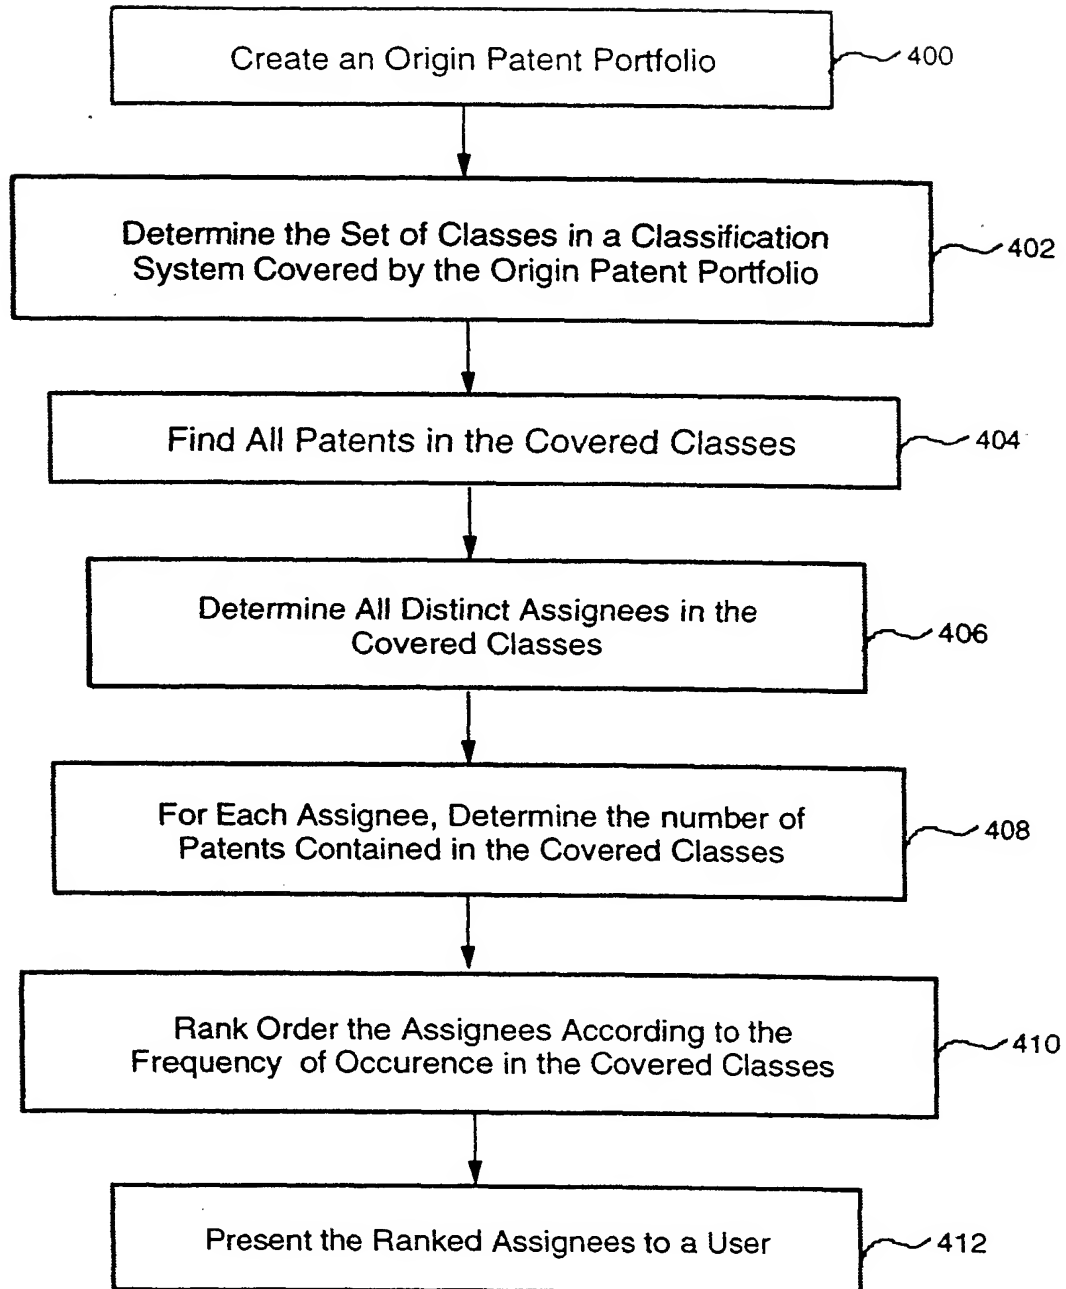 Create an Origin Patent Portfolio
400
Determine the Set of Classes in a Classification
System Covered by the Origin Patent Portfolio
402
Find All Patents in the Covered Classes
404
Determine All Distinct Assignees in the
Covered Classes
406
For Each Assignee, Determine the number of
Patents Contained in the Covered Classes
408
Rank Order the Assignees According to the
Frequency of Occurence in the Covered Classes
410
Present the Ranked Assignees to a User
412